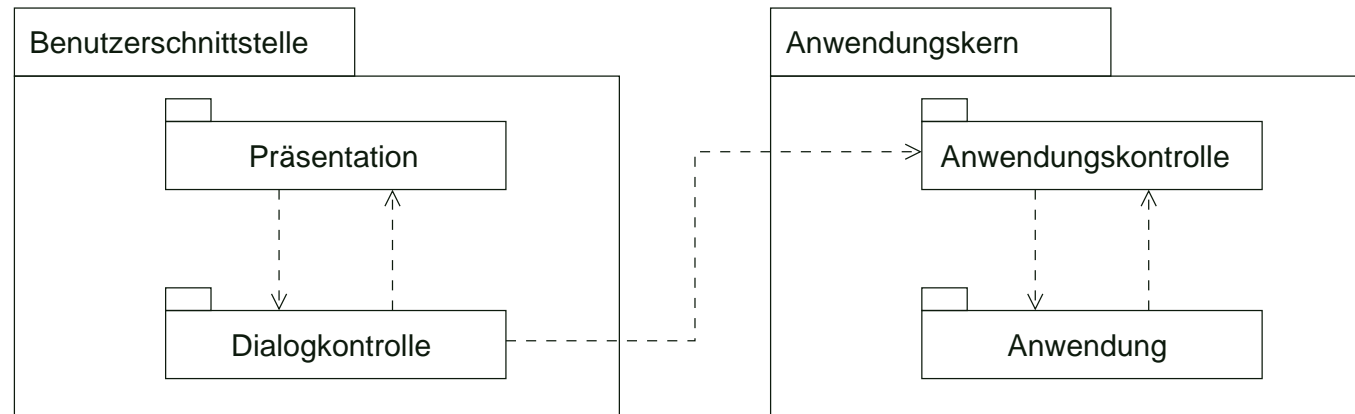 Benutzerschnittstelle
Anwendungskern
Präsentation
Anwendungskontrolle
Dialogkontrolle
Anwendung